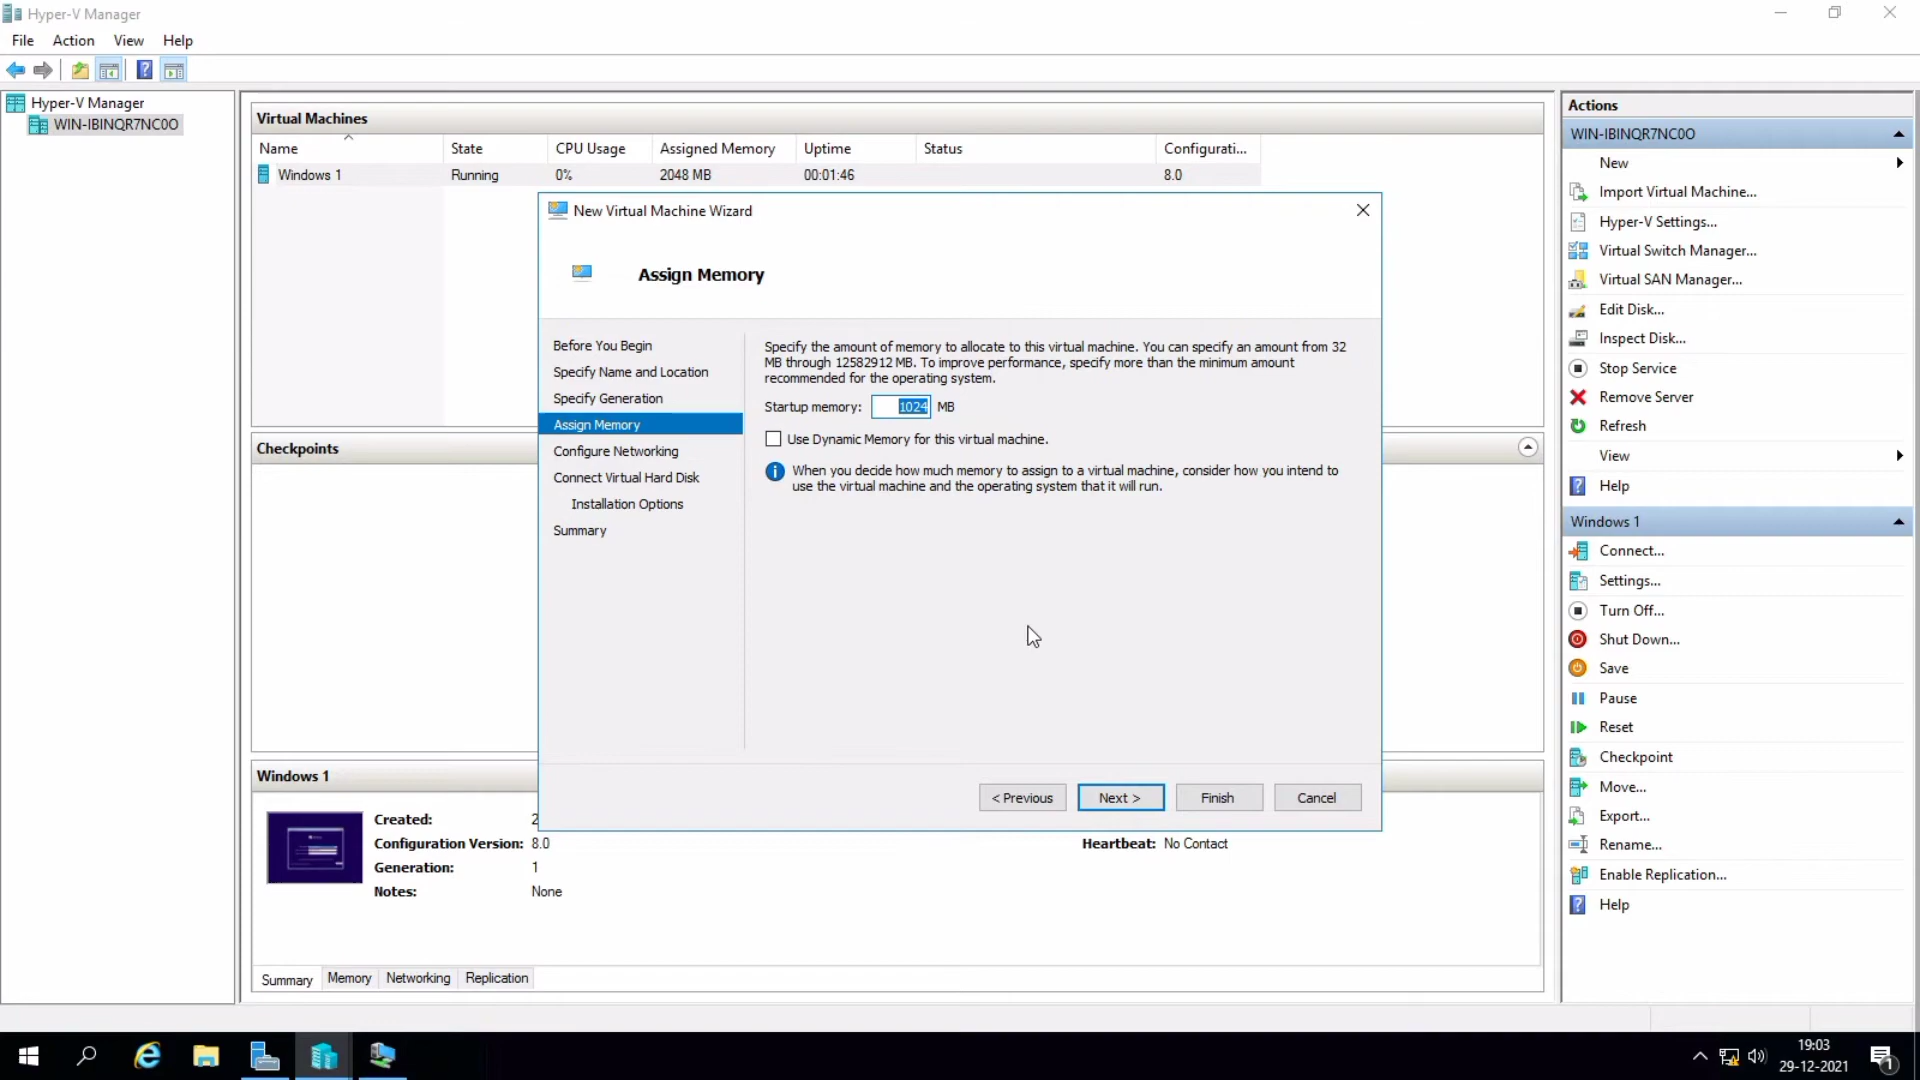 Hyper-V Manager
File Action View Help
Hyper-V Manager
WIN-IBINQR7NC0O
Virtual Machines
Name State CPU Usage Assigned Memory Uptime Status Configurati...
Windows 1 Running 0% 2048 MB 00:01:46 8.0
New Virtual Machine Wizard
Assign Memory
Before You Begin
Specify Name and Location
Specify Generation
Assign Memory
Configure Networking
Connect Virtual Hard Disk
Installation Options
Summary
Specify the amount of memory to allocate to this virtual machine. You can specify an amount from 32
MB through 12582912 MB. To improve performance, specify more than the minimum amount
recommended for the operating system.
Startup memory: 1024 MB
Use Dynamic Memory for this virtual machine.
When you decide how much memory to assign to a virtual machine, consider how you intend to
use the virtual machine and the operating system that it will run.
< Previous Next > Finish Cancel
Checkpoints
Windows 1
Created: 2
Configuration Version: 8.0
Generation: 1
Notes: None
Heartbeat: No Contact
Summary Memory Networking Replication
Actions
WIN-IBINQR7NC0O
New
Import Virtual Machine...
Hyper-V Settings...
Virtual Switch Manager...
Virtual SAN Manager...
Edit Disk...
Inspect Disk...
Stop Service
Remove Server
Refresh
View
Help
Windows 1
Connect...
Settings...
Turn Off...
Shut Down...
Save
Pause
Reset
Checkpoint
Move...
Export...
Rename...
Enable Replication...
Help
19:03
29-12-2021
1